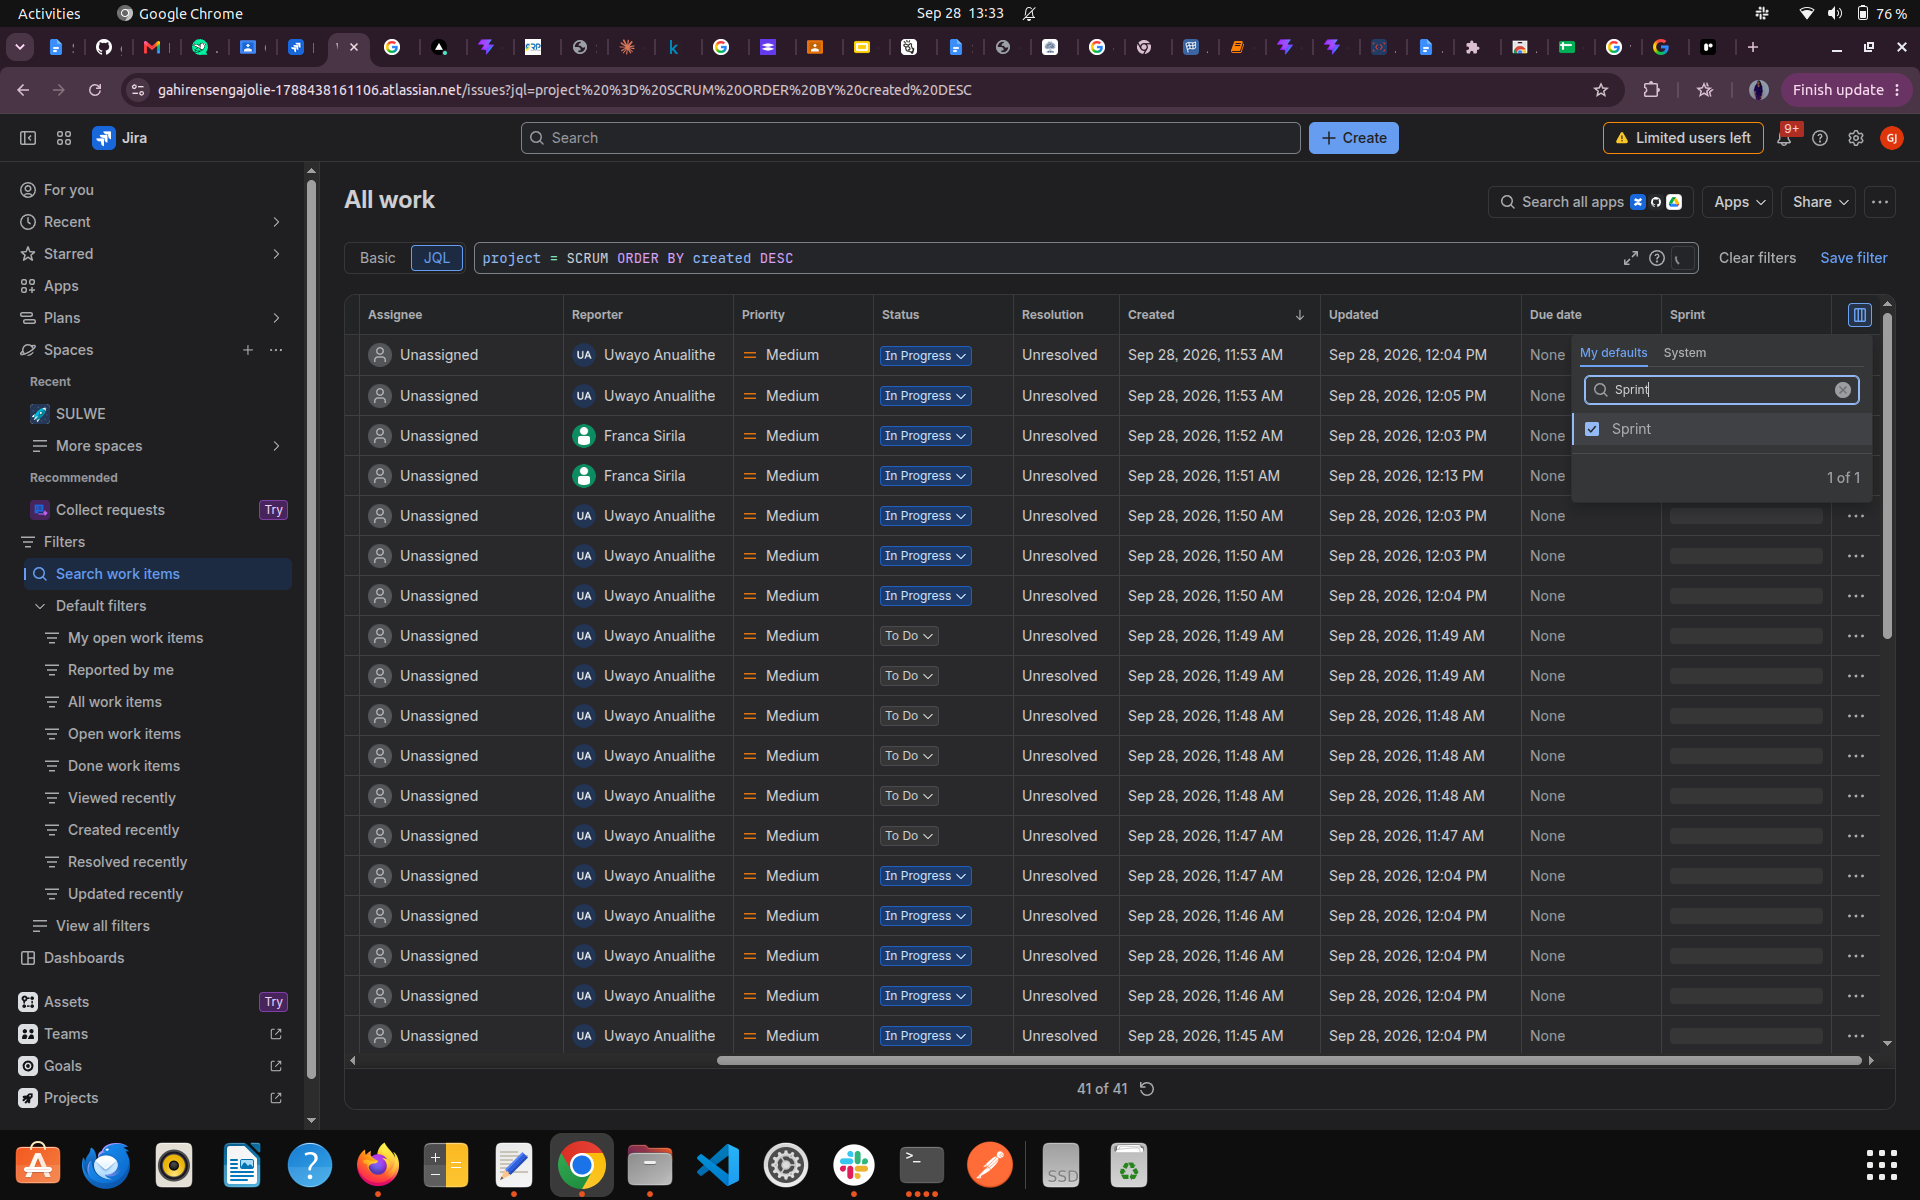 Activities
Google Chrome
Sep 28 13:33
76 %
gahirensengajolie-1788438161106.atlassian.net/issues?jql=project%20%3D%20SCRUM%20ORDER%20BY%20created%20DESC
Finish update
Jira
Search
Create
Limited users left
9+
GJ
For you
Recent
Starred
Apps
Plans
Spaces
Recent
SULWE
More spaces
Recommended
Collect requests
Try
Filters
Search work items
Default filters
My open work items
Reported by me
All work items
Open work items
Done work items
Viewed recently
Created recently
Resolved recently
Updated recently
View all filters
Dashboards
Assets
Try
Teams
Goals
Projects
All work
Search all apps
Apps
Share
Basic
JQL
project = SCRUM ORDER BY created DESC
Clear filters
Save filter
Assignee Reporter Priority Status Resolution Created Updated Due date Sprint
Unassigned UA Uwayo Anualithe Medium In Progress Unresolved Sep 28, 2026, 11:53 AM Sep 28, 2026, 12:04 PM None
Unassigned UA Uwayo Anualithe Medium In Progress Unresolved Sep 28, 2026, 11:53 AM Sep 28, 2026, 12:05 PM None
Unassigned Franca Sirila Medium In Progress Unresolved Sep 28, 2026, 11:52 AM Sep 28, 2026, 12:03 PM None
Unassigned Franca Sirila Medium In Progress Unresolved Sep 28, 2026, 11:51 AM Sep 28, 2026, 12:13 PM None
Unassigned UA Uwayo Anualithe Medium In Progress Unresolved Sep 28, 2026, 11:50 AM Sep 28, 2026, 12:03 PM None
Unassigned UA Uwayo Anualithe Medium In Progress Unresolved Sep 28, 2026, 11:50 AM Sep 28, 2026, 12:03 PM None
Unassigned UA Uwayo Anualithe Medium In Progress Unresolved Sep 28, 2026, 11:50 AM Sep 28, 2026, 12:04 PM None
Unassigned UA Uwayo Anualithe Medium To Do Unresolved Sep 28, 2026, 11:49 AM Sep 28, 2026, 11:49 AM None
Unassigned UA Uwayo Anualithe Medium To Do Unresolved Sep 28, 2026, 11:49 AM Sep 28, 2026, 11:49 AM None
Unassigned UA Uwayo Anualithe Medium To Do Unresolved Sep 28, 2026, 11:48 AM Sep 28, 2026, 11:48 AM None
Unassigned UA Uwayo Anualithe Medium To Do Unresolved Sep 28, 2026, 11:48 AM Sep 28, 2026, 11:48 AM None
Unassigned UA Uwayo Anualithe Medium To Do Unresolved Sep 28, 2026, 11:48 AM Sep 28, 2026, 11:48 AM None
Unassigned UA Uwayo Anualithe Medium To Do Unresolved Sep 28, 2026, 11:47 AM Sep 28, 2026, 11:47 AM None
Unassigned UA Uwayo Anualithe Medium In Progress Unresolved Sep 28, 2026, 11:47 AM Sep 28, 2026, 12:04 PM None
Unassigned UA Uwayo Anualithe Medium In Progress Unresolved Sep 28, 2026, 11:46 AM Sep 28, 2026, 12:04 PM None
Unassigned UA Uwayo Anualithe Medium In Progress Unresolved Sep 28, 2026, 11:46 AM Sep 28, 2026, 12:04 PM None
Unassigned UA Uwayo Anualithe Medium In Progress Unresolved Sep 28, 2026, 11:46 AM Sep 28, 2026, 12:04 PM None
Unassigned UA Uwayo Anualithe Medium In Progress Unresolved Sep 28, 2026, 11:45 AM Sep 28, 2026, 12:04 PM None
My defaults
System
Sprint
Sprint
1 of 1
41 of 41
SSD